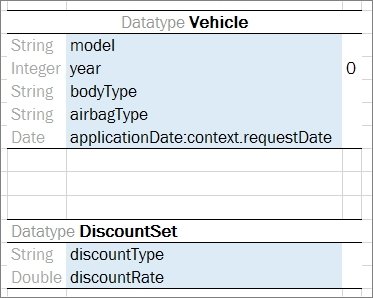 Datatype Vehicle
String model
Integer year 0
String bodyType
String airbagType
Date applicationDate:context.requestDate
Datatype DiscountSet
String discountType
Double discountRate